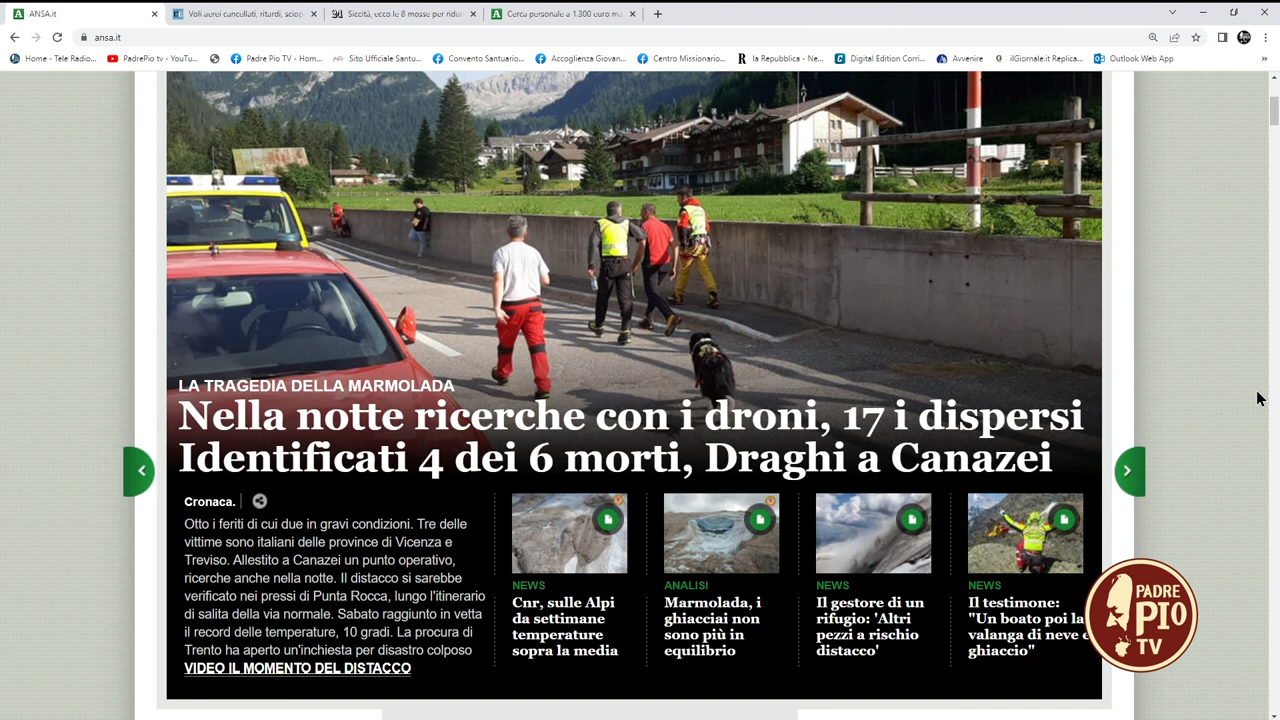 ANSA.it
Voli aerei cancellati, ritardi, sciop
Siccità, ecco le 8 mosse per ridur
Cerca personale a 1.300 euro ma
ansa.it
Home - Tele Radio...
PadrePio tv - YouTu...
Padre Pio TV - Hom...
Sito Ufficiale Santu...
Convento Santuario...
Accoglienza Giovan...
Centro Missionario...
la Repubblica - Ne...
Digital Edition Corri...
Avvenire
ilGiornale.it Replica...
Outlook Web App
LA TRAGEDIA DELLA MARMOLADA
Nella notte ricerche con i droni, 17 i dispersi
Identificati 4 dei 6 morti, Draghi a Canazei
Cronaca.
Otto i feriti di cui due in gravi condizioni. Tre delle
vittime sono italiani delle province di Vicenza e
Treviso. Allestito a Canazei un punto operativo,
ricerche anche nella notte. Il distacco si sarebbe
verificato nei pressi di Punta Rocca, lungo l'itinerario
di salita della via normale. Sabato raggiunto in vetta
il record delle temperature, 10 gradi. La procura di
Trento ha aperto un'inchiesta per disastro colposo
VIDEO IL MOMENTO DEL DISTACCO
NEWS
Cnr, sulle Alpi
da settimane
temperature
sopra la media
ANALISI
Marmolada, i
ghiacciai non
sono più in
equilibrio
NEWS
Il gestore di un
rifugio: 'Altri
pezzi a rischio
distacco'
NEWS
Il testimone:
"Un boato poi la
valanga di neve e
ghiaccio"
PADRE
PIO
TV